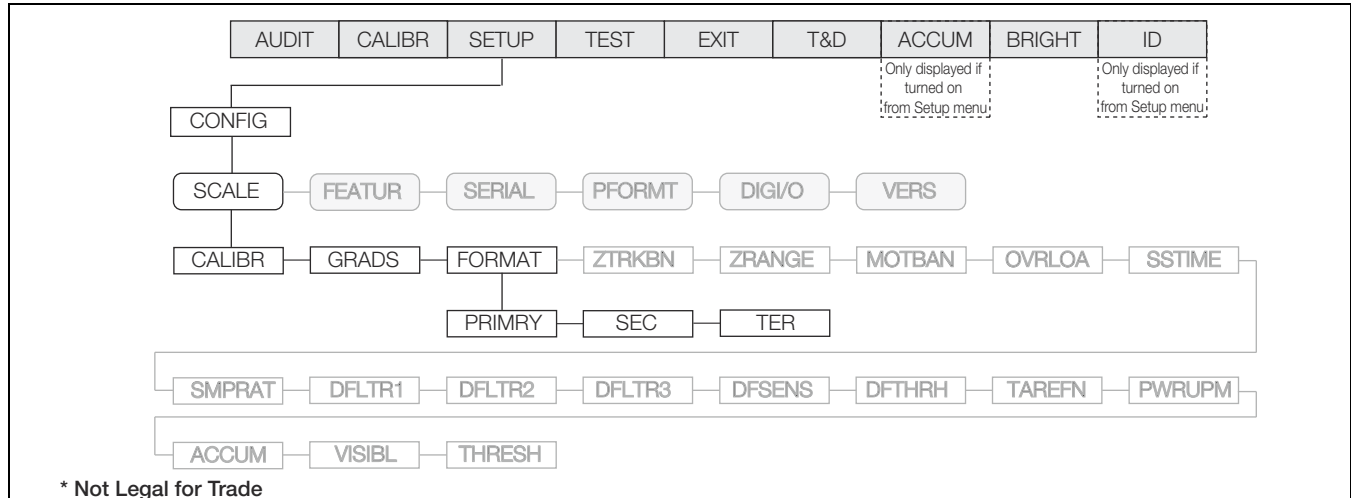 AUDIT CALIBR SETUP TEST EXIT T&D ACCUM BRIGHT ID
Only displayed if turned on from Setup menu
Only displayed if turned on from Setup menu
CONFIG
SCALE FEATUR SERIAL PFORMT DIGI/O VERS
CALIBR GRADS FORMAT ZTRKBN ZRANGE MOTBAN OVRLOA SSTIME
PRIMRY SEC TER
SMPRAT DFLTR1 DFLTR2 DFLTR3 DFSENS DFTHRH TAREFN PWRUPM
ACCUM VISIBL THRESH
* Not Legal for Trade